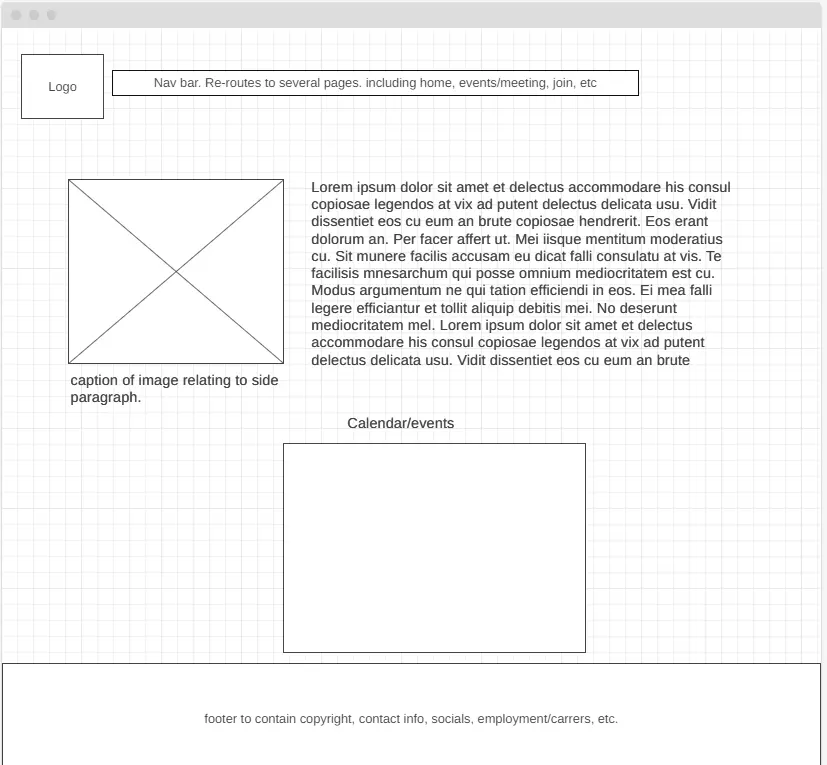 Logo
Nav bar. Re-routes to several pages. including home, events/meeting, join, etc
Lorem ipsum dolor sit amet et delectus accommodare his consul
copiosae legendos at vix ad putent delectus delicata usu. Vidit
dissentiet eos cu eum an brute copiosae hendrerit. Eos erant
dolorum an. Per facer affert ut. Mei iisque mentitum moderatius
cu. Sit munere facilis accusam eu dicat falli consulatu at vis. Te
facilisis mnesarchum qui posse omnium mediocritatem est cu.
Modus argumentum ne qui tation efficiendi in eos. Ei mea falli
legere efficiantur et tollit aliquip debitis mei. No deserunt
mediocritatem mel. Lorem ipsum dolor sit amet et delectus
accommodare his consul copiosae legendos at vix ad putent
delectus delicata usu. Vidit dissentiet eos cu eum an brute
caption of image relating to side
paragraph.
Calendar/events
footer to contain copyright, contact info, socials, employment/carrers, etc.